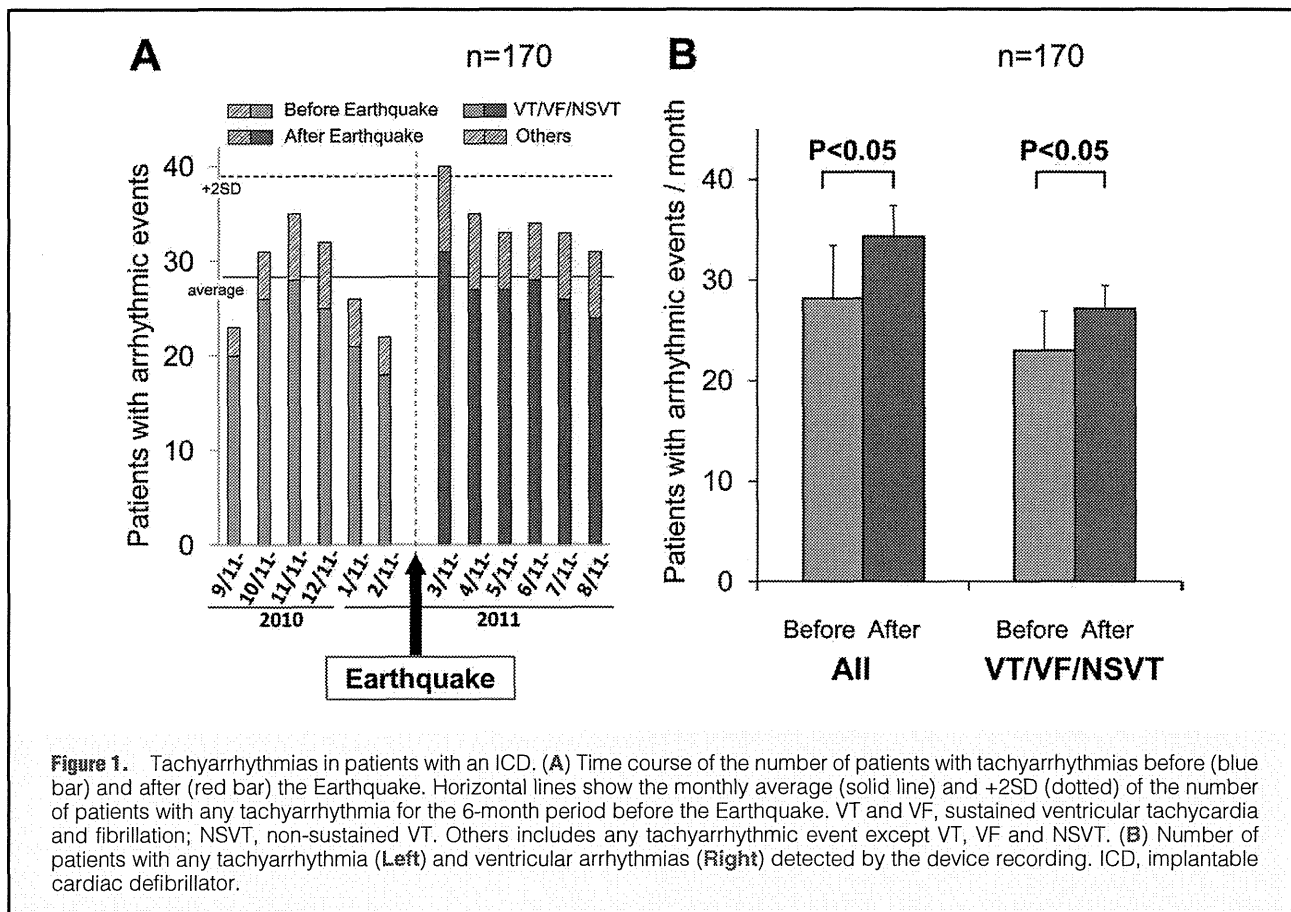 A
n=170
Before Earthquake
VT/VF/NSVT
After Earthquake
Others
Patients with arrhythmic events
40
+2SD
30
average
20
10
0
9/11-
10/11-
11/11-
12/11-
1/11-
2/11-
3/11-
4/11-
5/11-
6/11-
7/11-
8/11-
2010
2011
Earthquake
B
n=170
Patients with arrhythmic events / month
40
30
20
10
0
P<0.05
P<0.05
Before After
Before After
All
VT/VF/NSVT
Figure 1. Tachyarrhythmias in patients with an ICD. (A) Time course of the number of patients with tachyarrhythmias before (blue
bar) and after (red bar) the Earthquake. Horizontal lines show the monthly average (solid line) and +2SD (dotted) of the number
of patients with any tachyarrhythmia for the 6-month period before the Earthquake. VT and VF, sustained ventricular tachycardia
and fibrillation; NSVT, non-sustained VT. Others includes any tachyarrhythmic event except VT, VF and NSVT. (B) Number of
patients with any tachyarrhythmia (Left) and ventricular arrhythmias (Right) detected by the device recording. ICD, implantable
cardiac defibrillator.